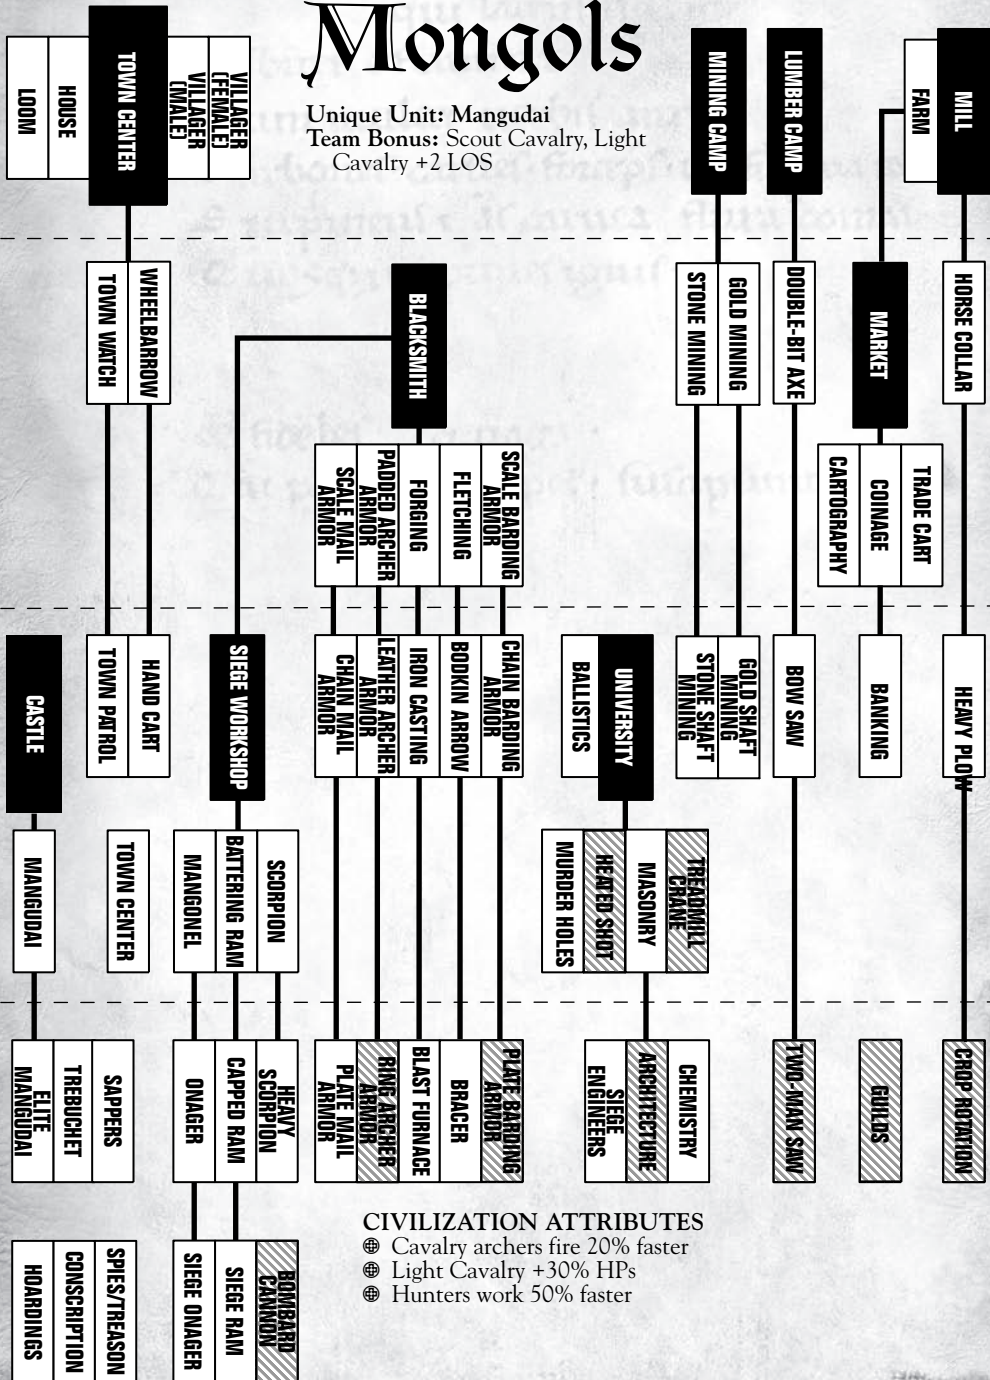 Mongols
Unique Unit: Mangudai
Team Bonus: Scout Cavalry, Light
Cavalry +2 LOS
LOOM
HOUSE
TOWN CENTER
VILLAGER
(MALE)
VILLAGER
(FEMALE)
MINING CAMP
LUMBER CAMP
FARM
MILL
TOWN WATCH
WHEELBARROW
BLACKSMITH
STONE MINING
GOLD MINING
DOUBLE-BIT AXE
MARKET
HORSE COLLAR
SCALE MAIL
ARMOR
PADDED ARCHER
ARMOR
FORGING
FLETCHING
SCALE BARDING
ARMOR
CARTOGRAPHY
COINAGE
TRADE CART
CASTLE
TOWN PATROL
HAND CART
SIEGE WORKSHOP
CHAIN MAIL
ARMOR
LEATHER ARCHER
ARMOR
IRON CASTING
BODKIN ARROW
CHAIN BARDING
ARMOR
BALLISTICS
UNIVERSITY
STONE SHAFT
MINING
GOLD SHAFT
MINING
BOW SAW
BANKING
HEAVY PLOW
MANGUDAI
TOWN CENTER
MANGONEL
BATTERING RAM
SCORPION
MURDER HOLES
HEATED SHOT
MASONRY
TREADMILL
CRANE
ELITE
MANGUDAI
TREBUCHET
SAPPERS
ONAGER
CAPPED RAM
HEAVY
SCORPION
PLATE MAIL
ARMOR
RING ARCHER
ARMOR
BLAST FURNACE
BRACER
PLATE BARDING
ARMOR
SIEGE
ENGINEERS
ARCHITECTURE
CHEMISTRY
TWO-MAN SAW
GUILDS
CROP ROTATION
HOARDINGS
CONSCRIPTION
SPIES/TREASON
SIEGE ONAGER
SIEGE RAM
BOMBARD
CANNON
CIVILIZATION ATTRIBUTES
Cavalry archers fire 20% faster
Light Cavalry +30% HPs
Hunters work 50% faster